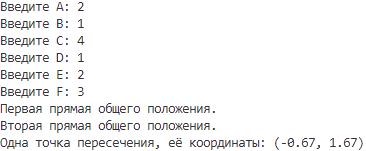 Введите A: 2
Введите B: 1
Введите C: 4
Введите D: 1
Введите E: 2
Введите F: 3
Первая прямая общего положения.
Вторая прямая общего положения.
Одна точка пересечения, её координаты: (-0.67, 1.67)